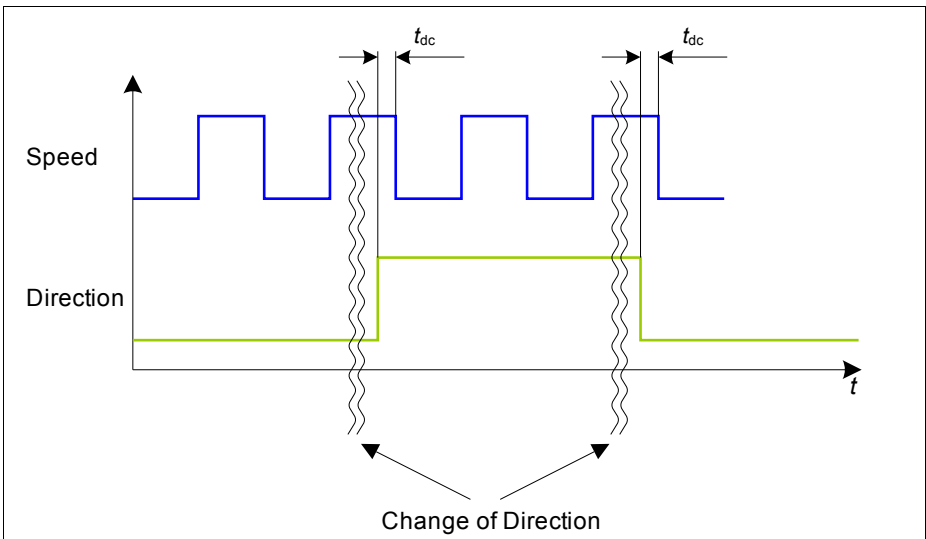 tdc
tdc
Speed
Direction
t
Change of Direction